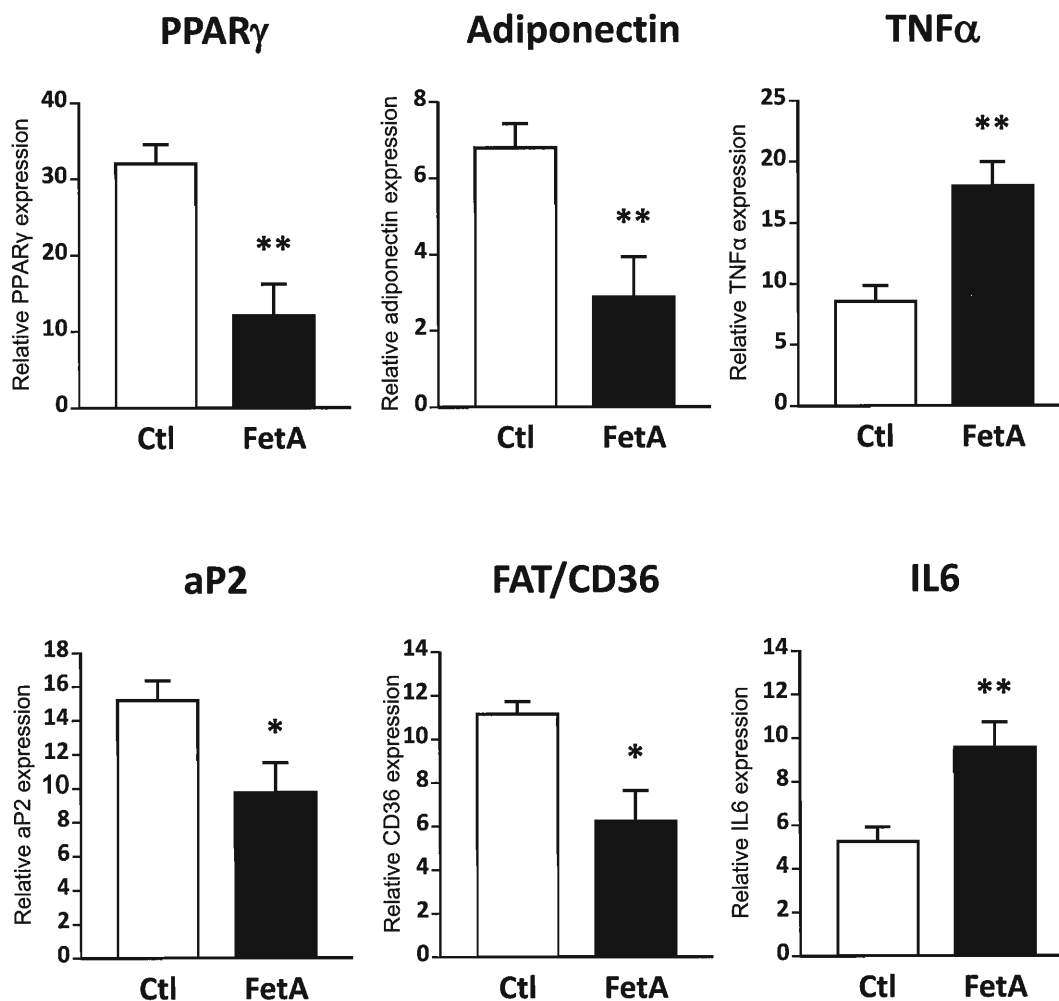 PPARγ
Relative PPARγ expression
40
30
20
10
0
**
Ctl FetA
Adiponectin
Relative adiponectin expression
8
6
4
2
0
**
Ctl FetA
TNFα
Relative TNFα expression
25
20
15
10
5
0
**
Ctl FetA
aP2
Relative aP2 expression
18
16
14
12
10
8
6
4
2
0
*
Ctl FetA
FAT/CD36
Relative CD36 expression
14
12
10
8
6
4
2
0
*
Ctl FetA
IL6
Relative IL6 expression
14
12
10
8
6
4
2
0
**
Ctl FetA